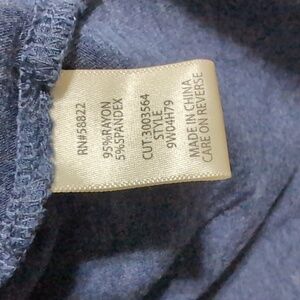 RN#58822
95%RAYON
5%SPANDEX
CUT:3003564
STYLE
9W04H79
MADE IN CHINA
CARE ON REVERSE